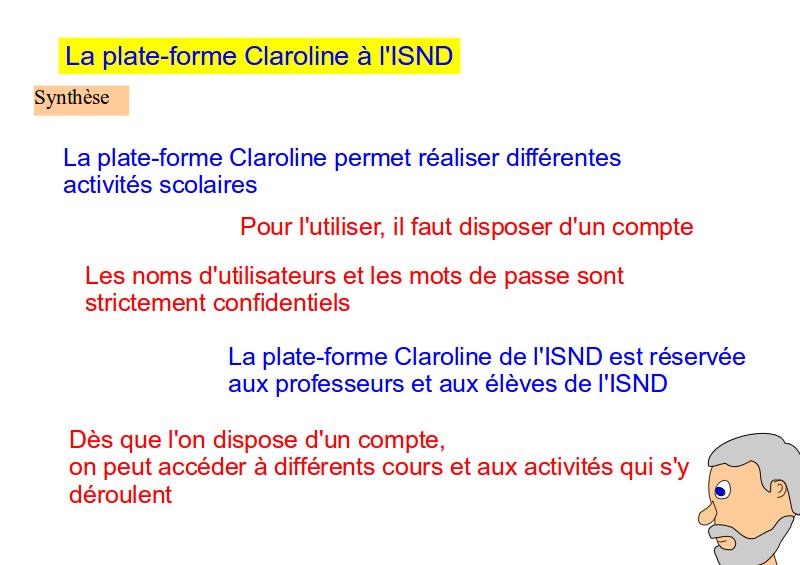 La plate-forme Claroline à l'ISND
Synthèse
La plate-forme Claroline permet réaliser différentes
activités scolaires
Pour l'utiliser, il faut disposer d'un compte
Les noms d'utilisateurs et les mots de passe sont
strictement confidentiels
La plate-forme Claroline de l'ISND est réservée
aux professeurs et aux élèves de l'ISND
Dès que l'on dispose d'un compte,
on peut accéder à différents cours et aux activités qui s'y
déroulent